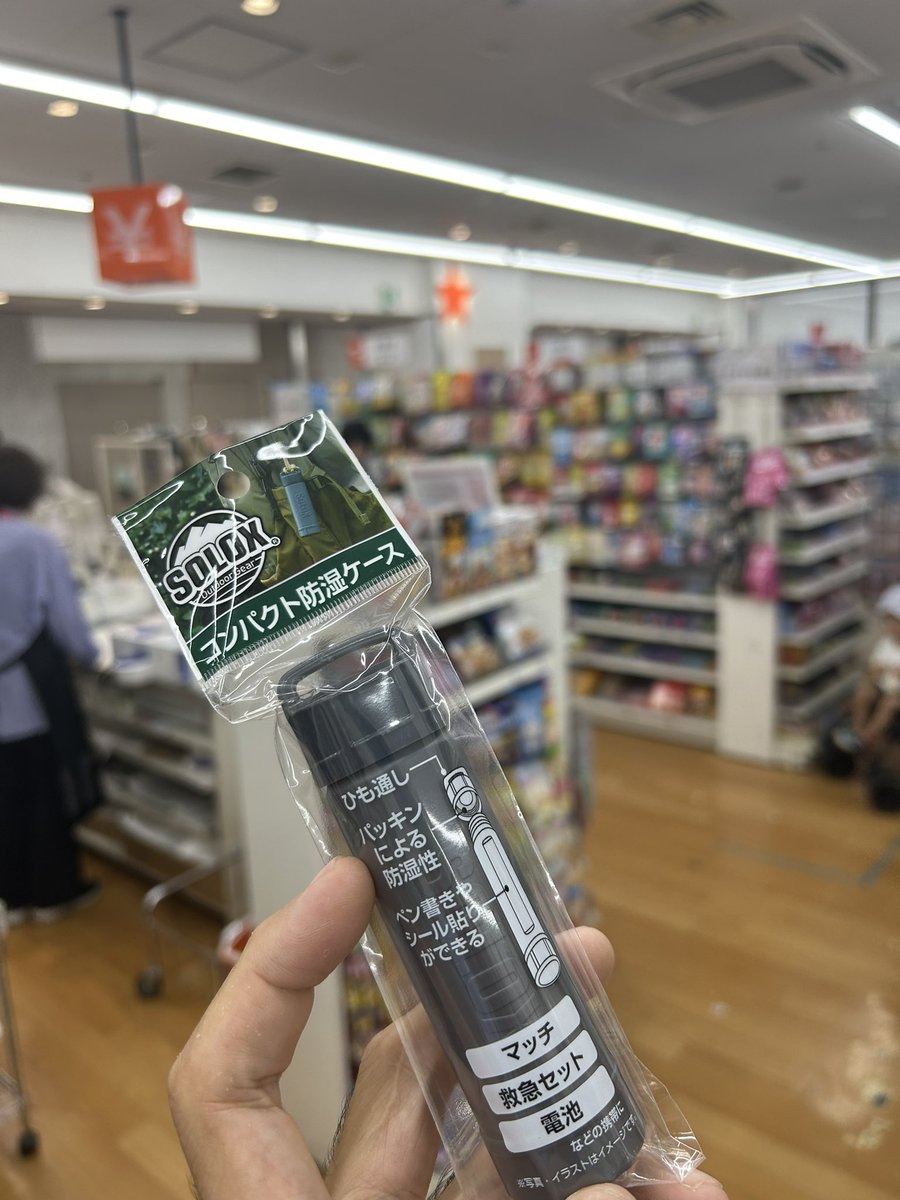 ¥
SOLOX®
Outdoor Gear
コンパクト防湿ケース
ひも通し
パッキン
による
防湿性
ペン書きや
シール貼り
ができる
マッチ
救急セット
電池
などの携帯に
※写真・イラストはイメージです。